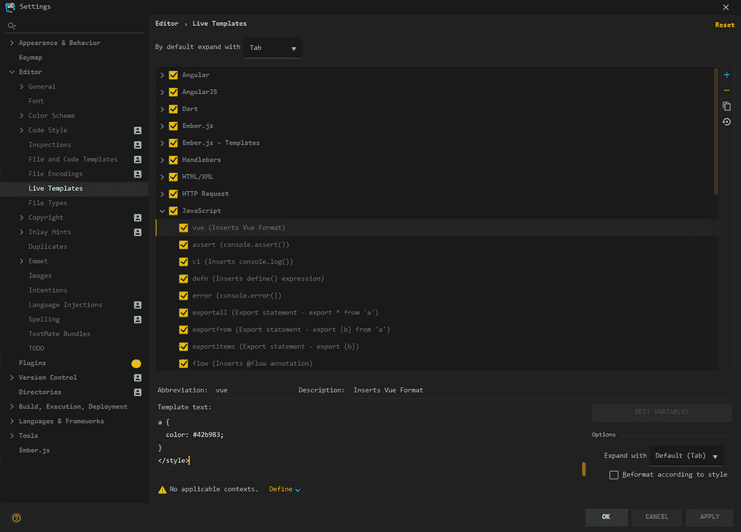 Settings
Editor › Live Templates
Reset
By default expand with Tab
Appearance & Behavior
Keymap
Editor
General
Font
Color Scheme
Code Style
Inspections
File and Code Templates
File Encodings
Live Templates
File Types
Copyright
Inlay Hints
Duplicates
Emmet
Images
Intentions
Language Injections
Spelling
TextMate Bundles
TODO
Plugins
Version Control
Directories
Build, Execution, Deployment
Languages & Frameworks
Tools
Ember.js
Angular
AngularJS
Dart
Ember.js
Ember.js - Templates
Handlebars
HTML/XML
HTTP Request
JavaScript
vue (Inserts Vue Format)
assert (console.assert())
cl (Inserts console.log())
defn (Inserts define() expression)
error (console.error())
exportall (Export statement - export * from 'a')
exportfrom (Export statement - export {b} from 'a')
exportitems (Export statement - export {b})
flow (Inserts @flow annotation)
Abbreviation: vue
Description: Inserts Vue Format
Template text:
a {
color: #42b983;
}
</style>
No applicable contexts. Define
EDIT VARIABLES
Options
Expand with Default (Tab)
Reformat according to style
?
OK
CANCEL
APPLY